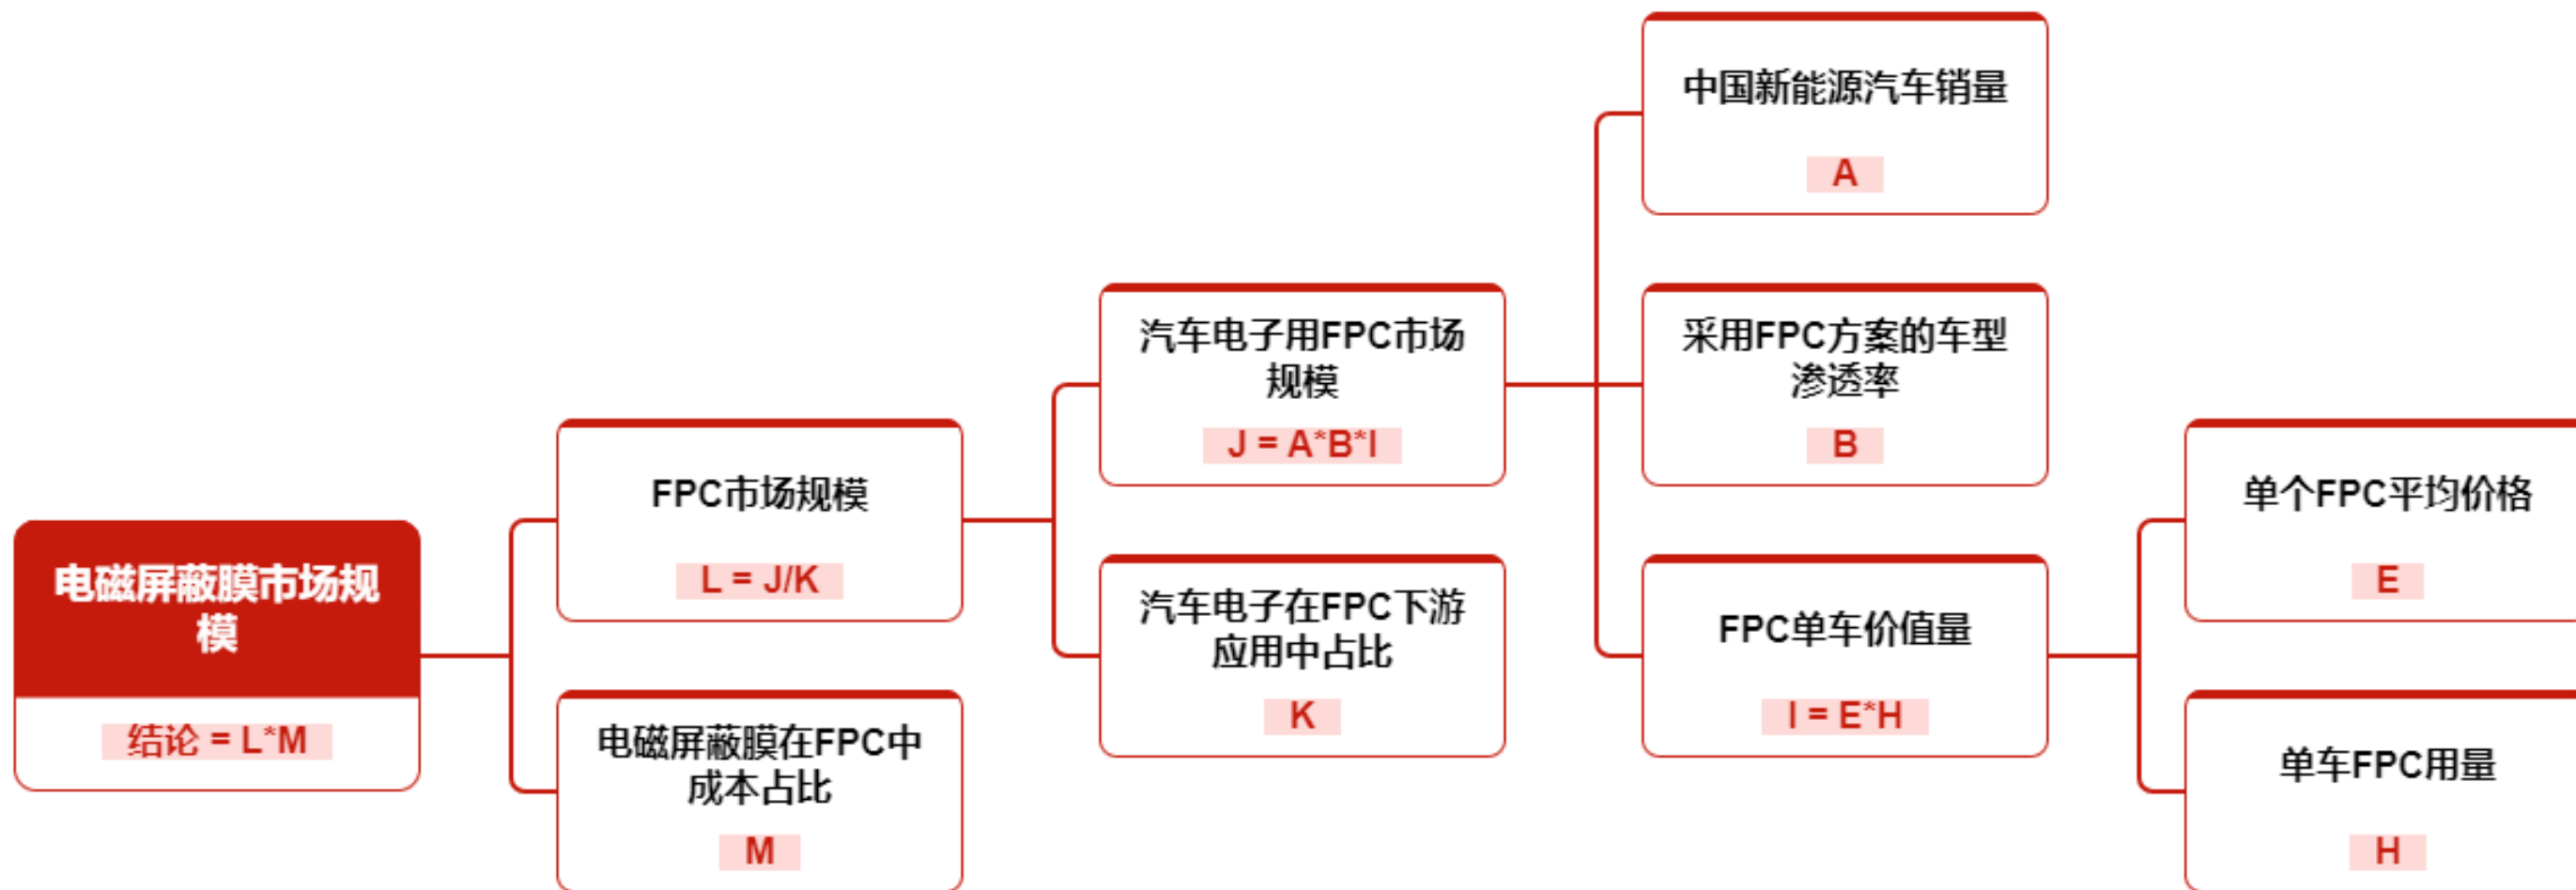 电磁屏蔽膜市场规
模
结论 = L*M
FPC市场规模
L = J/K
电磁屏蔽膜在FPC中
成本占比
M
汽车电子用FPC市场
规模
J = A*B*I
汽车电子在FPC下游
应用中占比
K
中国新能源汽车销量
A
采用FPC方案的车型
渗透率
B
FPC单车价值量
I = E*H
单个FPC平均价格
E
单车FPC用量
H